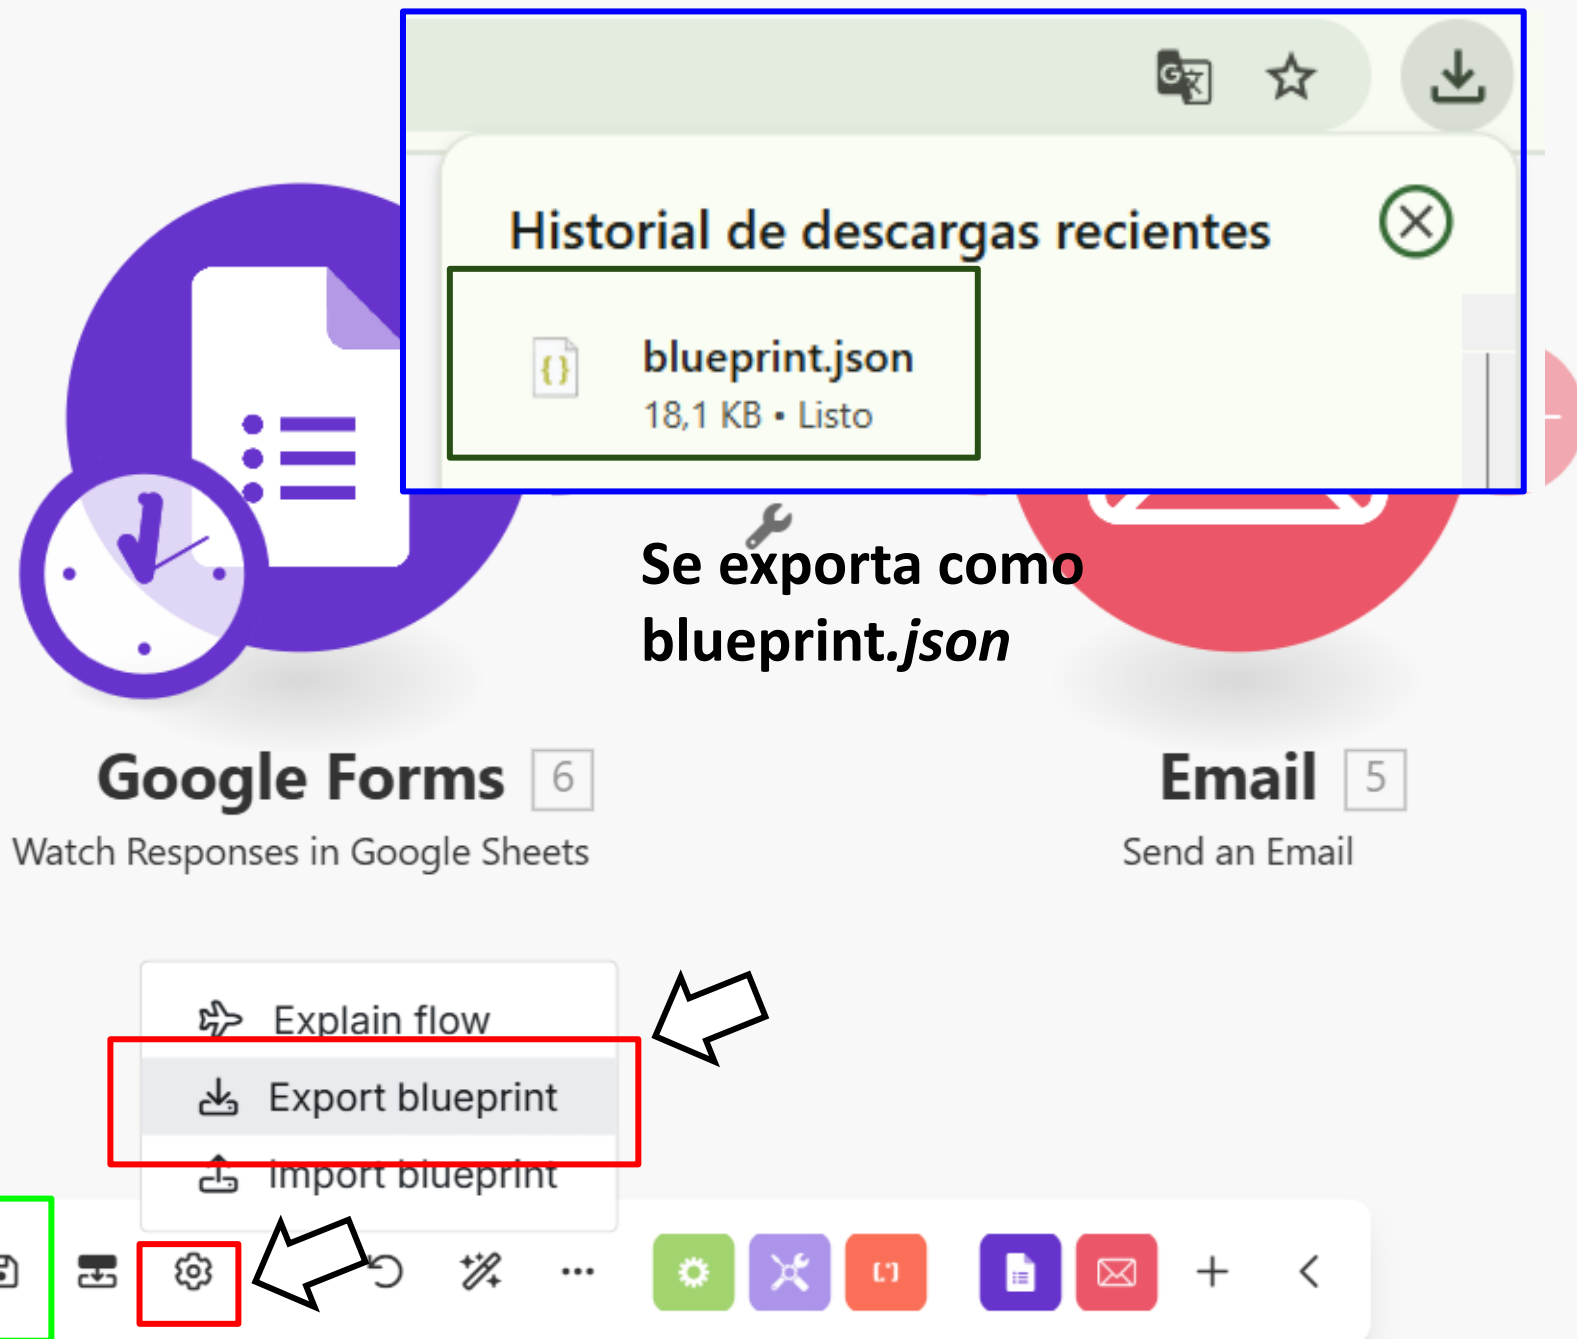 Historial de descargas recientes
blueprint.json
18,1 KB • Listo
Se exporta como
blueprint.json
Google Forms 6
Watch Responses in Google Sheets
Email 5
Send an Email
Explain flow
Export blueprint
Import blueprint